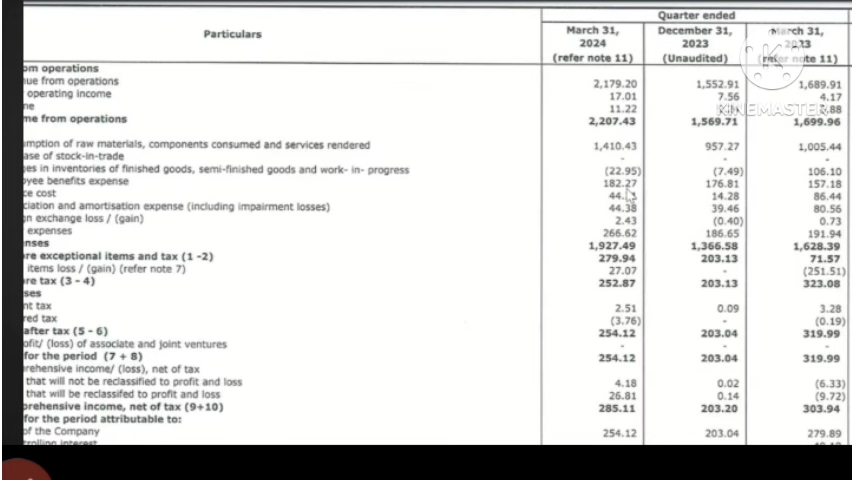 Particulars
Quarter ended
March 31, 2024 (refer note 11)
December 31, 2023 (Unaudited)
March 31, 2023 (refer note 11)
KINEMASTER
om operations
ue from operations 2,179.20 1,552.91 1,689.91
operating income 17.01 7.56 4.17
ne 11.22 .88
me from operations 2,207.43 1,569.71 1,699.96
mption of raw materials, components consumed and services rendered 1,410.43 957.27 1,005.44
ase of stock-in-trade - - -
es in inventories of finished goods, semi-finished goods and work- in- progress (22.95) (7.49) 106.10
yee benefits expense 182.27 176.81 157.18
ce cost 14.28 86.44
ciation and amortisation expense (including impairment losses) 44.38 39.46 80.56
gn exchange loss / (gain) 2.43 (0.40) 0.73
expenses 266.62 186.65 191.94
nses 1,927.49 1,366.58 1,628.39
re exceptional items and tax (1 -2) 279.94 203.13 71.57
items loss / (gain) (refer note 7) 27.07 - (251.51)
re tax (3 - 4) 252.87 203.13 323.08
ses
nt tax 2.51 0.09 3.28
red tax (3.76) - (0.19)
after tax (5 - 6) 254.12 203.04 319.99
ofit/ (loss) of associate and joint ventures - - -
for the period (7 + 8) 254.12 203.04 319.99
rehensive income/ (loss), net of tax
that will not be reclassified to profit and loss 4.18 0.02 (6.33)
that will be reclassifed to profit and loss 26.81 0.14 (9.72)
prehensive income, net of tax (9+10) 285.11 203.20 303.94
for the period attributable to:
of the Company 254.12 203.04 279.89
trolling interest